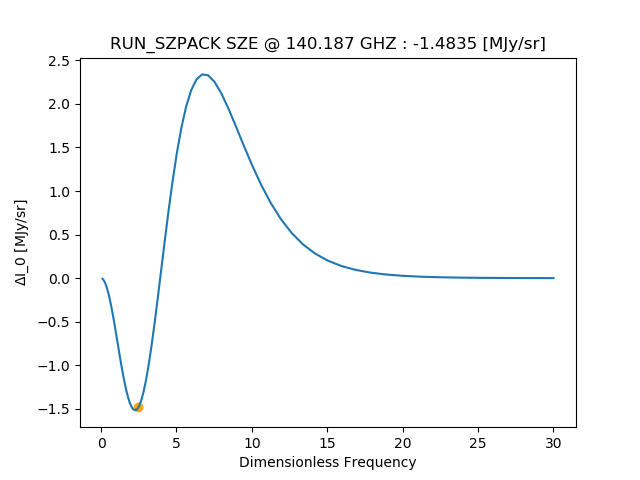 RUN_SZPACK SZE @ 140.187 GHZ : -1.4835 [MJy/sr]
2.5
2.0
1.5
1.0
0.5
0.0
−0.5
−1.0
−1.5
ΔI_0 [MJy/sr]
0 5 10 15 20 25 30
Dimensionless Frequency